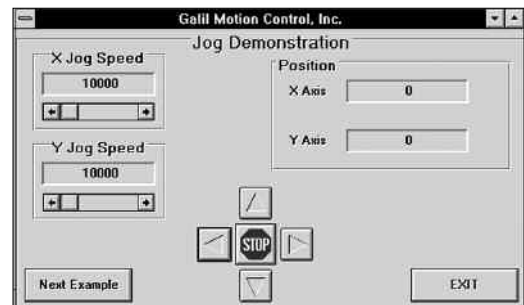 Galil Motion Control, Inc.
Jog Demonstration
X Jog Speed
10000
Y Jog Speed
10000
Position
X Axis 0
Y Axis 0
STOP
Next Example
EXIT